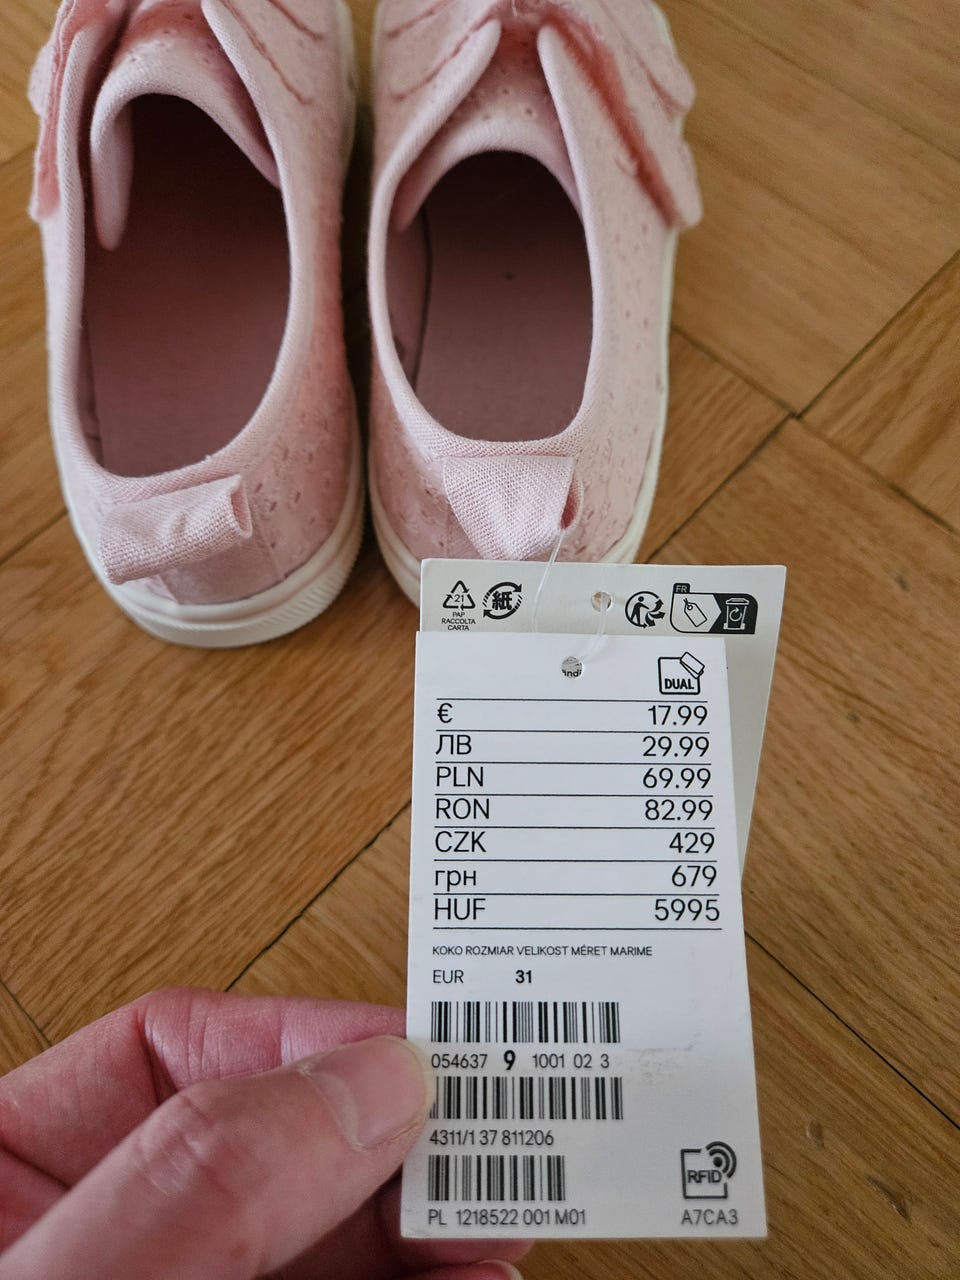 21
PAP
RACCOLTA
CARTA
紙
FR
DUAL
€ 17.99
ЛВ 29.99
PLN 69.99
RON 82.99
CZK 429
грн 679
HUF 5995
KOKO ROZMIAR VELIKOST MÉRET MARIME
EUR 31
054637 9 1001 02 3
4311/1 37 811206
PL 1218522 001 M01
RFID
A7CA3